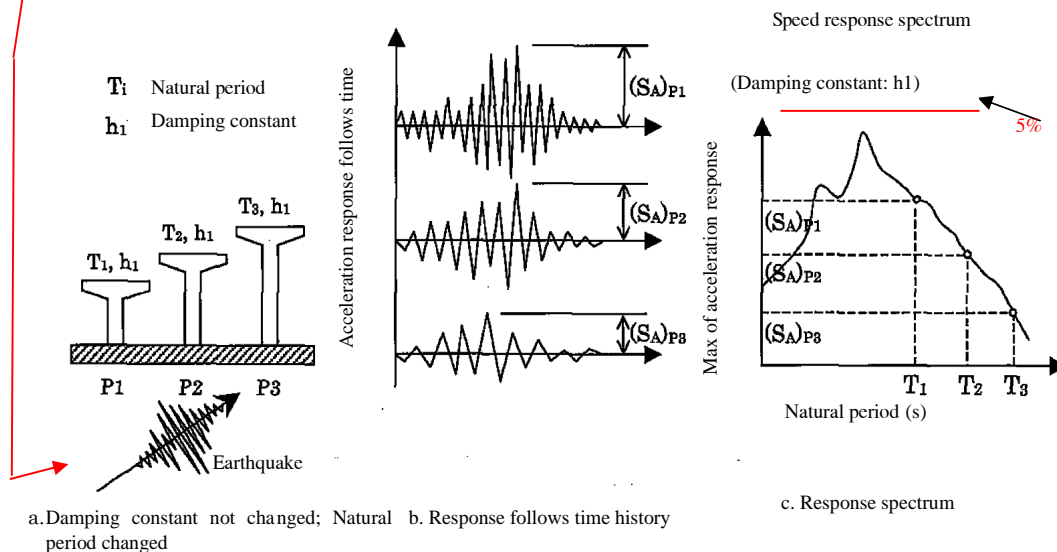 Speed response spectrum
Ti Natural period
h1 Damping constant
T1, h1
T2, h1
T3, h1
P1 P2 P3
Earthquake
a.Damping constant not changed; Natural
period changed
Acceleration response follows time
(SA)P1
(SA)P2
(SA)P3
b. Response follows time history
(Damping constant: h1)
5%
Max of acceleration response
(SA)P1
(SA)P2
(SA)P3
T1 T2 T3
Natural period (s)
c. Response spectrum